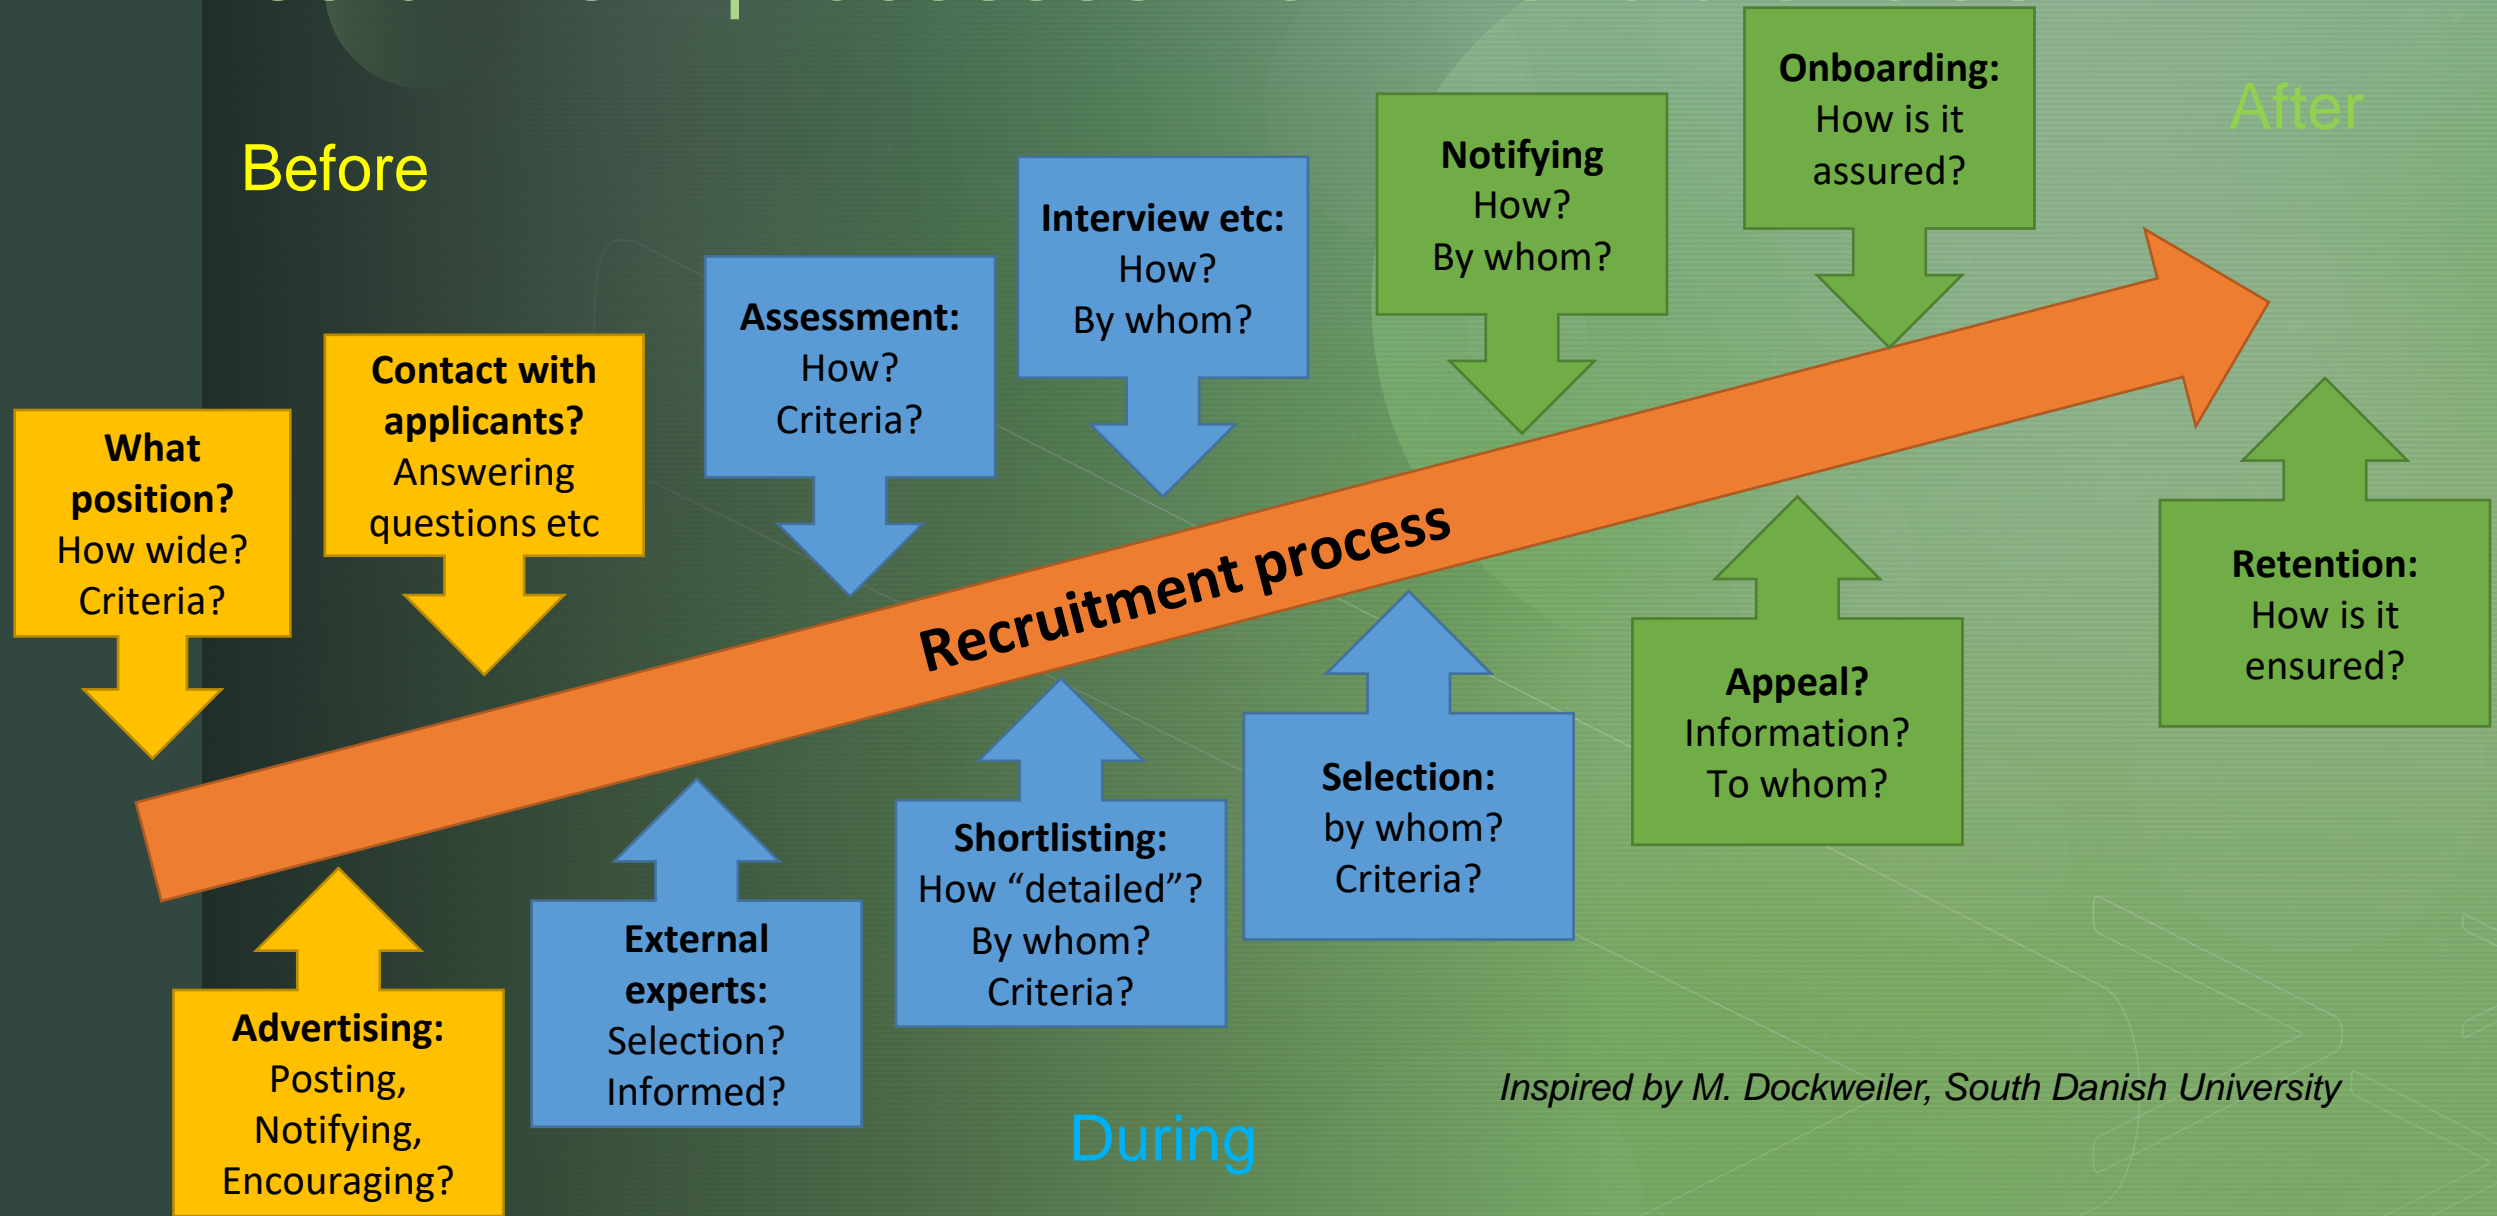 Before
After
What
position?
How wide?
Criteria?
Contact with
applicants?
Answering
questions etc
Assessment:
How?
Criteria?
Interview etc:
How?
By whom?
Notifying
How?
By whom?
Onboarding:
How is it
assured?
Recruitment process
Advertising:
Posting,
Notifying,
Encouraging?
External
experts:
Selection?
Informed?
Shortlisting:
How “detailed”?
By whom?
Criteria?
Selection:
by whom?
Criteria?
Appeal?
Information?
To whom?
Retention:
How is it
ensured?
During
Inspired by M. Dockweiler, South Danish University